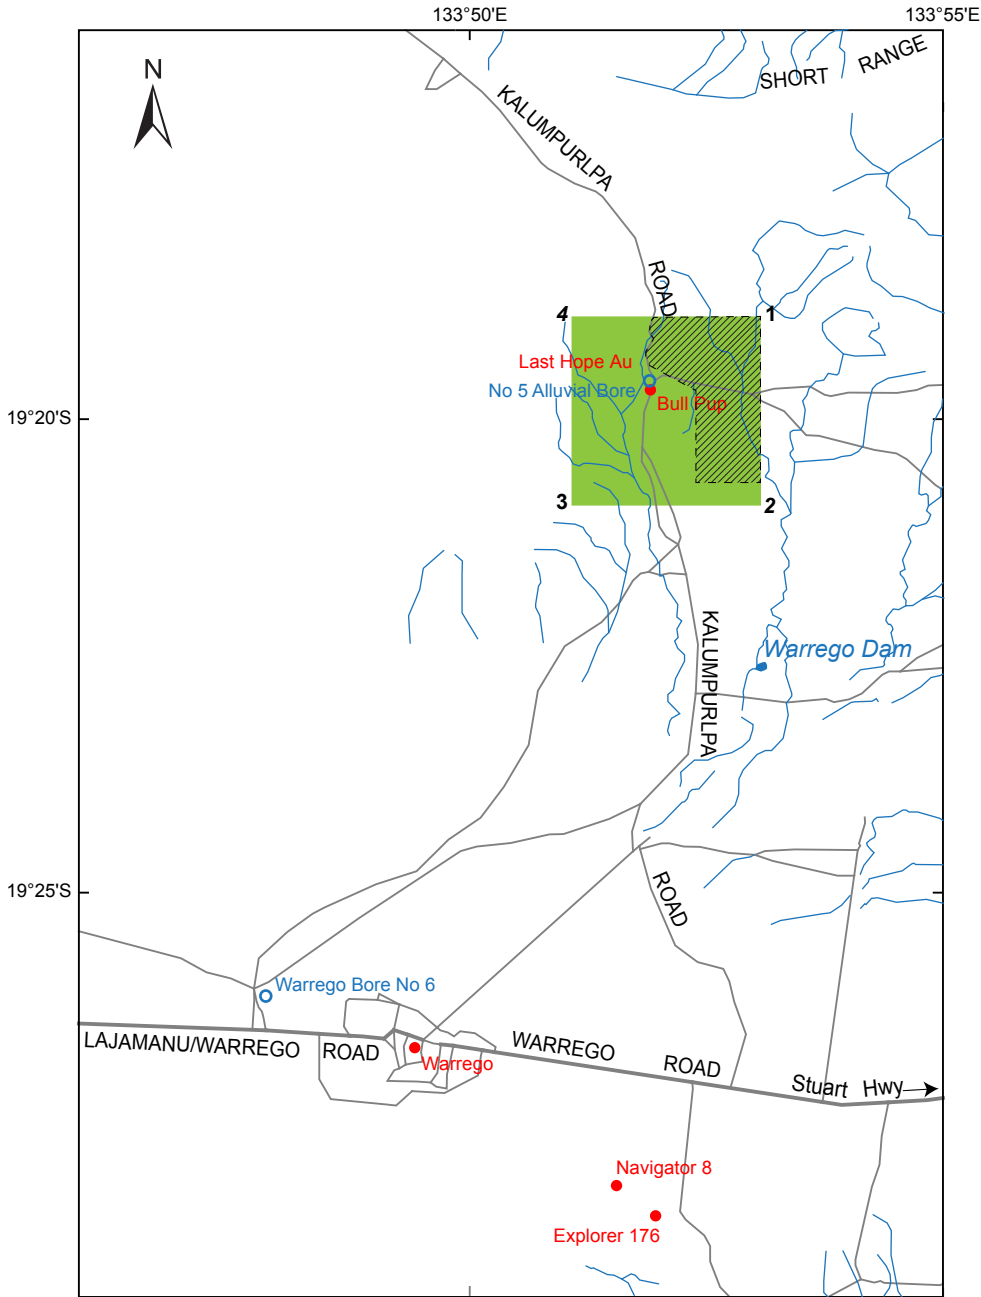 133°50'E
133°55'E
N
SHORT RANGE
KALUMPURLPA
ROAD
4
1
Last Hope Au
No 5 Alluvial Bore
Bull Pup
19°20'S
3
2
KALUMPURLPA
Warrego Dam
19°25'S
ROAD
Warrego Bore No 6
LAJAMANU/WARREGO ROAD
WARREGO ROAD
Warrego
Stuart Hwy
Navigator 8
Explorer 176